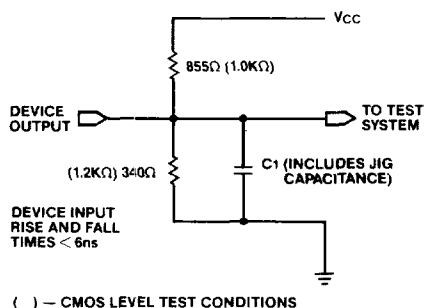 VCC
855Ω (1.0KΩ)
DEVICE
OUTPUT
TO TEST
SYSTEM
(1.2KΩ) 340Ω
C1 (INCLUDES JIG
CAPACITANCE)
DEVICE INPUT
RISE AND FALL
TIMES < 6ns
( ) — CMOS LEVEL TEST CONDITIONS